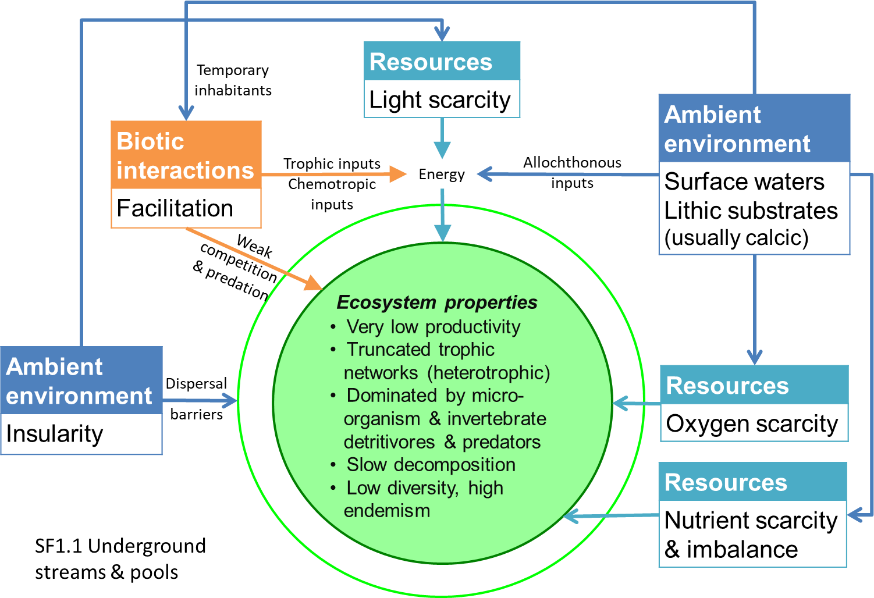 Resources
Light scarcity
Temporary
inhabitants
Biotic
interactions
Facilitation
Trophic inputs
Chemotropic
inputs
Energy
Allochthonous
inputs
Ambient
environment
Surface waters
Lithic substrates
(usually calcic)
Weak
competition
& predation
Ecosystem properties
• Very low productivity
• Truncated trophic
networks (heterotrophic)
• Dominated by micro-
organism & invertebrate
detritivores & predators
• Slow decomposition
• Low diversity, high
endemism
Ambient
environment
Insularity
Dispersal
barriers
Resources
Oxygen scarcity
Resources
Nutrient scarcity
& imbalance
SF1.1 Underground
streams & pools